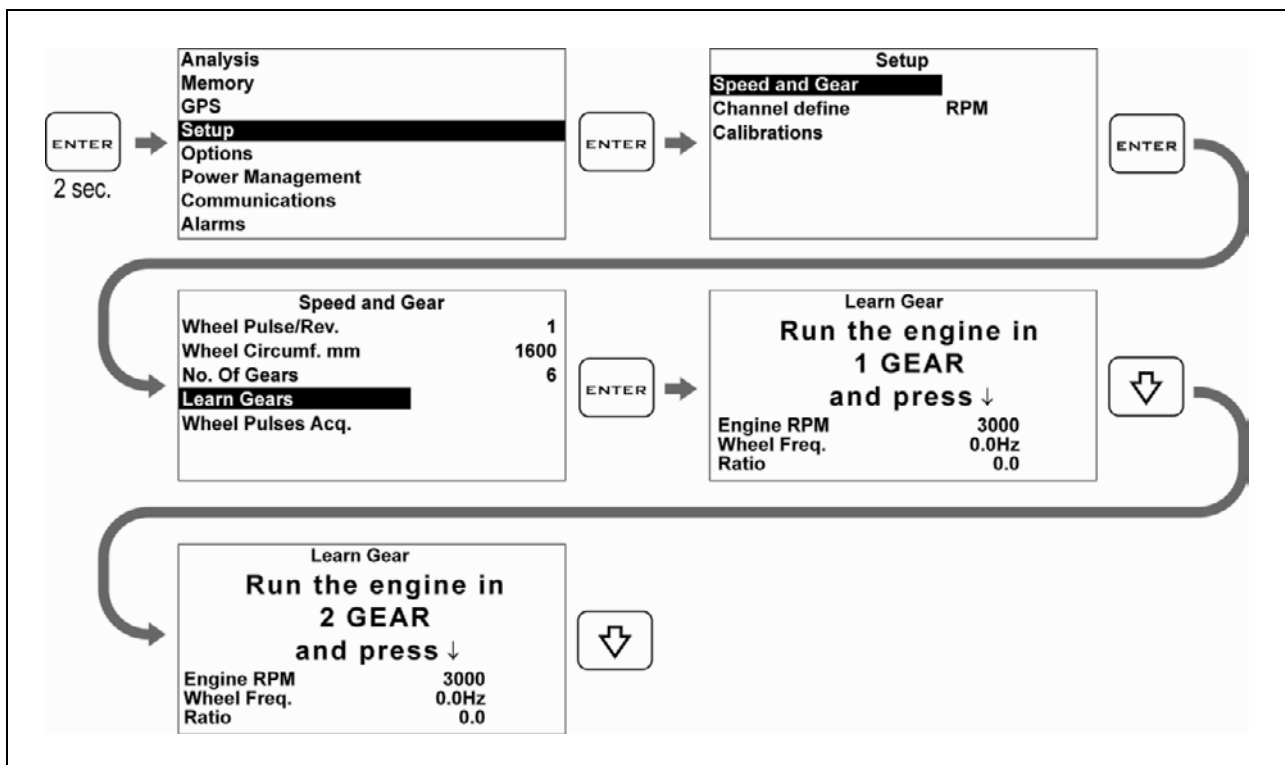 ENTER
2 sec.
Analysis
Memory
GPS
Setup
Options
Power Management
Communications
Alarms
ENTER
Setup
Speed and Gear
Channel define RPM
Calibrations
ENTER
Speed and Gear
Wheel Pulse/Rev. 1
Wheel Circumf. mm 1600
No. Of Gears 6
Learn Gears
Wheel Pulses Acq.
ENTER
Learn Gear
Run the engine in
1 GEAR
and press ↓
Engine RPM 3000
Wheel Freq. 0.0Hz
Ratio 0.0
Learn Gear
Run the engine in
2 GEAR
and press ↓
Engine RPM 3000
Wheel Freq. 0.0Hz
Ratio 0.0